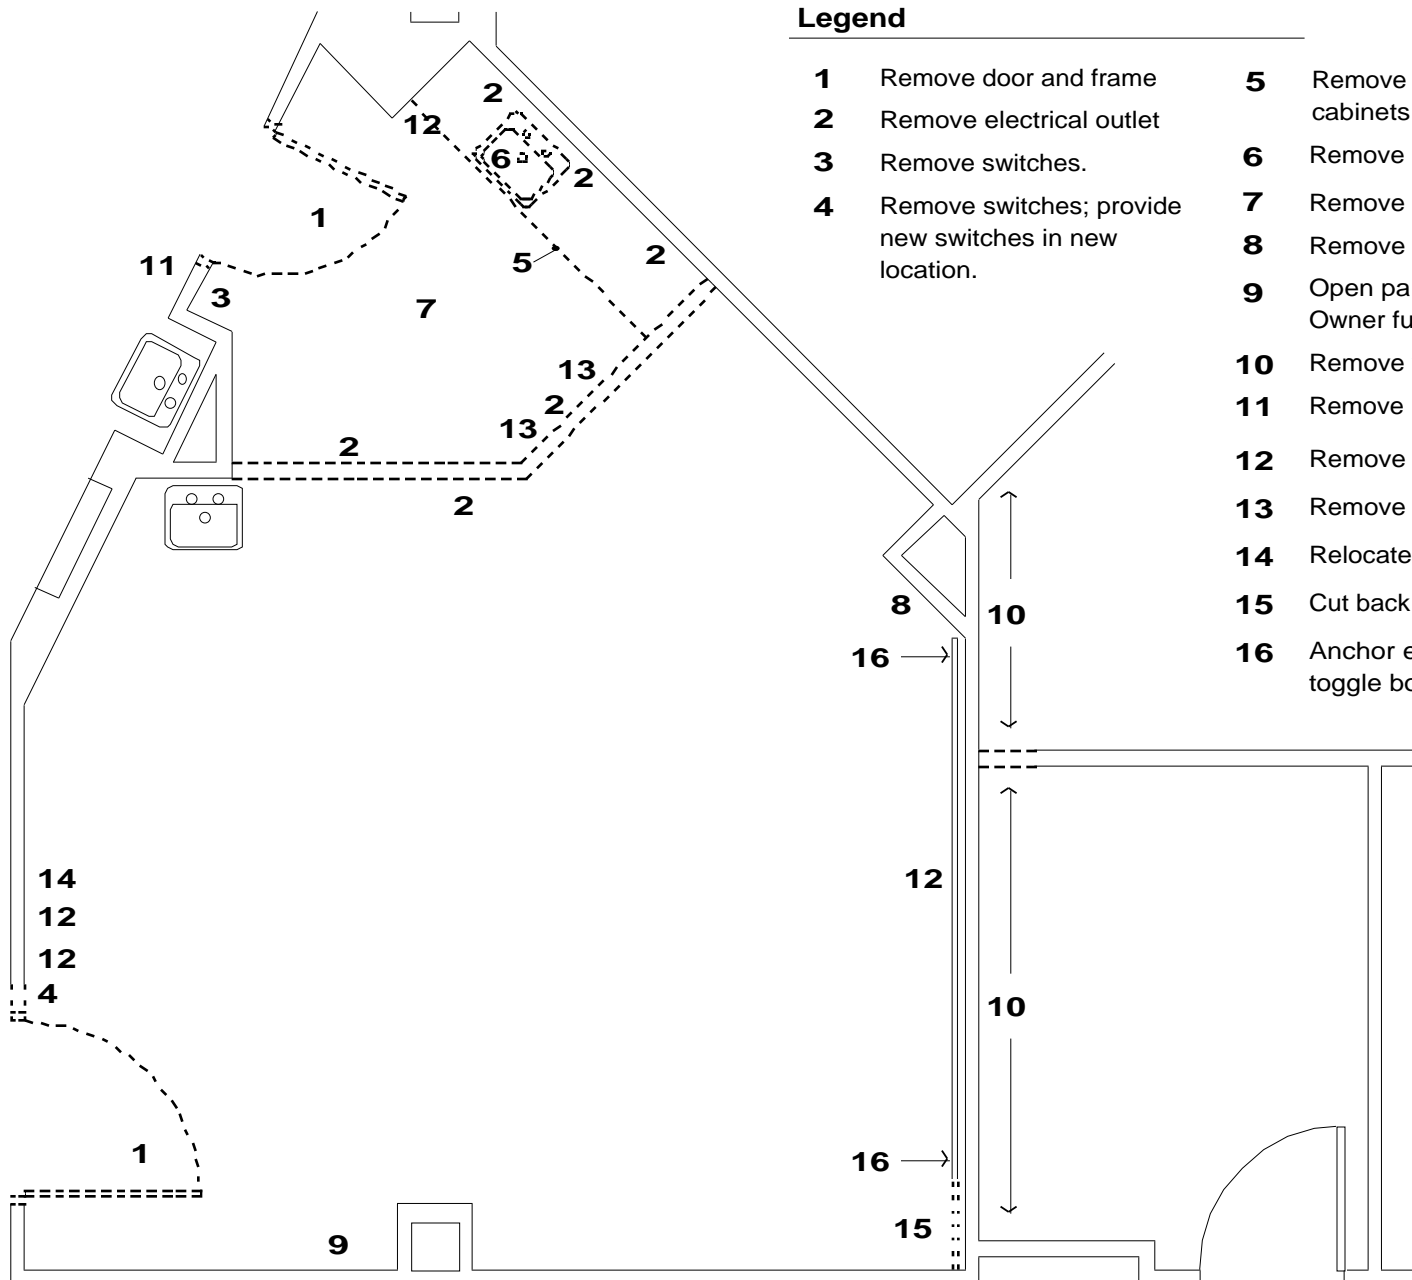 Legend
1 Remove door and frame
2 Remove electrical outlet
3 Remove switches.
4 Remove switches; provide
new switches in new
location.
5 Remove
cabinets
6 Remove
7 Remove
8 Remove
9 Open pa
Owner fu
10 Remove
11 Remove
12 Remove
13 Remove
14 Relocate
15 Cut back
16 Anchor e
toggle bo
2
12
6
2
1
2
5
11
3
7
13
2
13
2
2
8
10
16
14
12
12
12
4
10
1
16
15
9